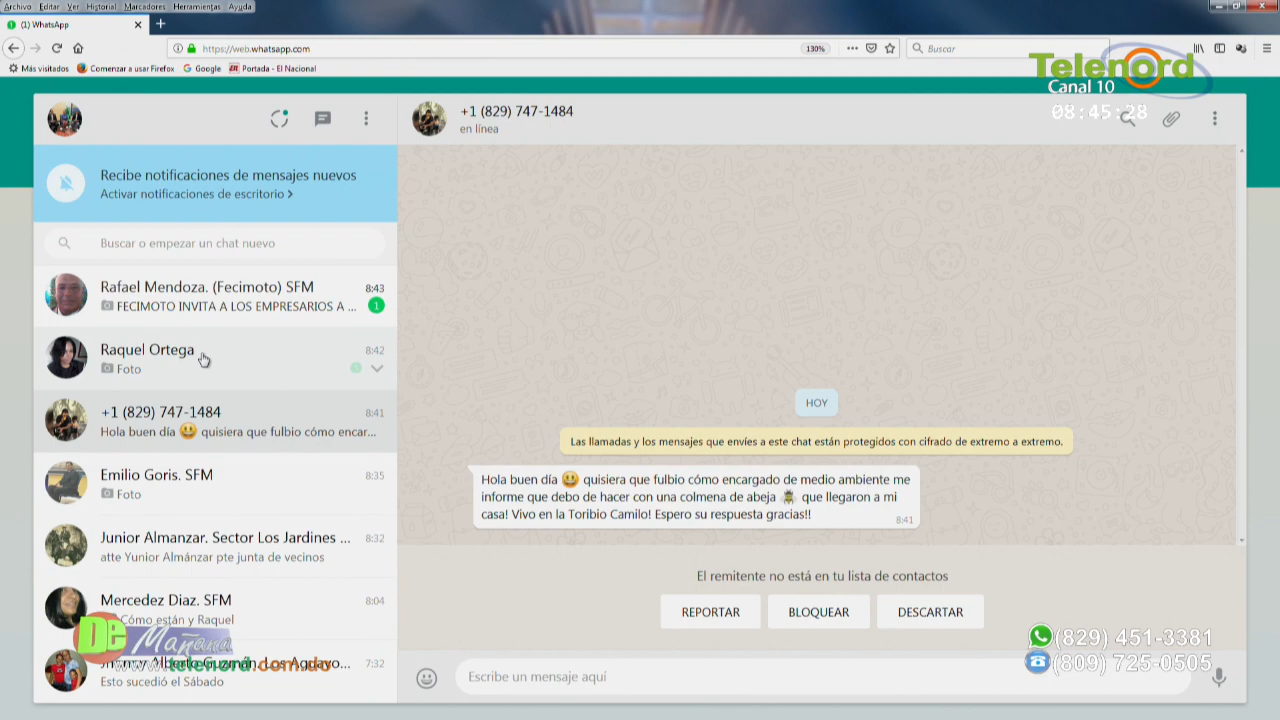 Archivo Editar Ver Historial Marcadores Herramientas Ayuda
(1) WhatsApp
https://web.whatsapp.com
130%
Buscar
Más visitados Comenzar a usar Firefox Google Portada - El Nacional
Telenord
Canal 10
08:45:28
+1 (829) 747-1484
en línea
Recibe notificaciones de mensajes nuevos
Activar notificaciones de escritorio >
Buscar o empezar un chat nuevo
Rafael Mendoza. (Fecimoto) SFM 8:43
FECIMOTO INVITA A LOS EMPRESARIOS A ... 1
Raquel Ortega 8:42
Foto
+1 (829) 747-1484 8:41
Hola buen día 😃 quisiera que fulbio cómo encar...
Emilio Goris. SFM 8:35
Foto
Junior Almanzar. Sector Los Jardines ... 8:32
atte Yunior Almánzar pte junta de vecinos
Mercedez Diaz. SFM 8:04
Cómo están y Raquel
Alberto Guzmán. Los Aguayo... 7:32
Esto sucedió el Sábado
HOY
Las llamadas y los mensajes que envíes a este chat están protegidos con cifrado de extremo a extremo.
Hola buen día 😃 quisiera que fulbio cómo encargado de medio ambiente me
informe que debo de hacer con una colmena de abeja 🐝 que llegaron a mi
casa! Vivo en la Toribio Camilo! Espero su respuesta gracias!!
8:41
El remitente no está en tu lista de contactos
REPORTAR BLOQUEAR DESCARTAR
Escribe un mensaje aquí
De Mañana
www.telenord.com.do
(829) 451-3381
(809) 725-0505